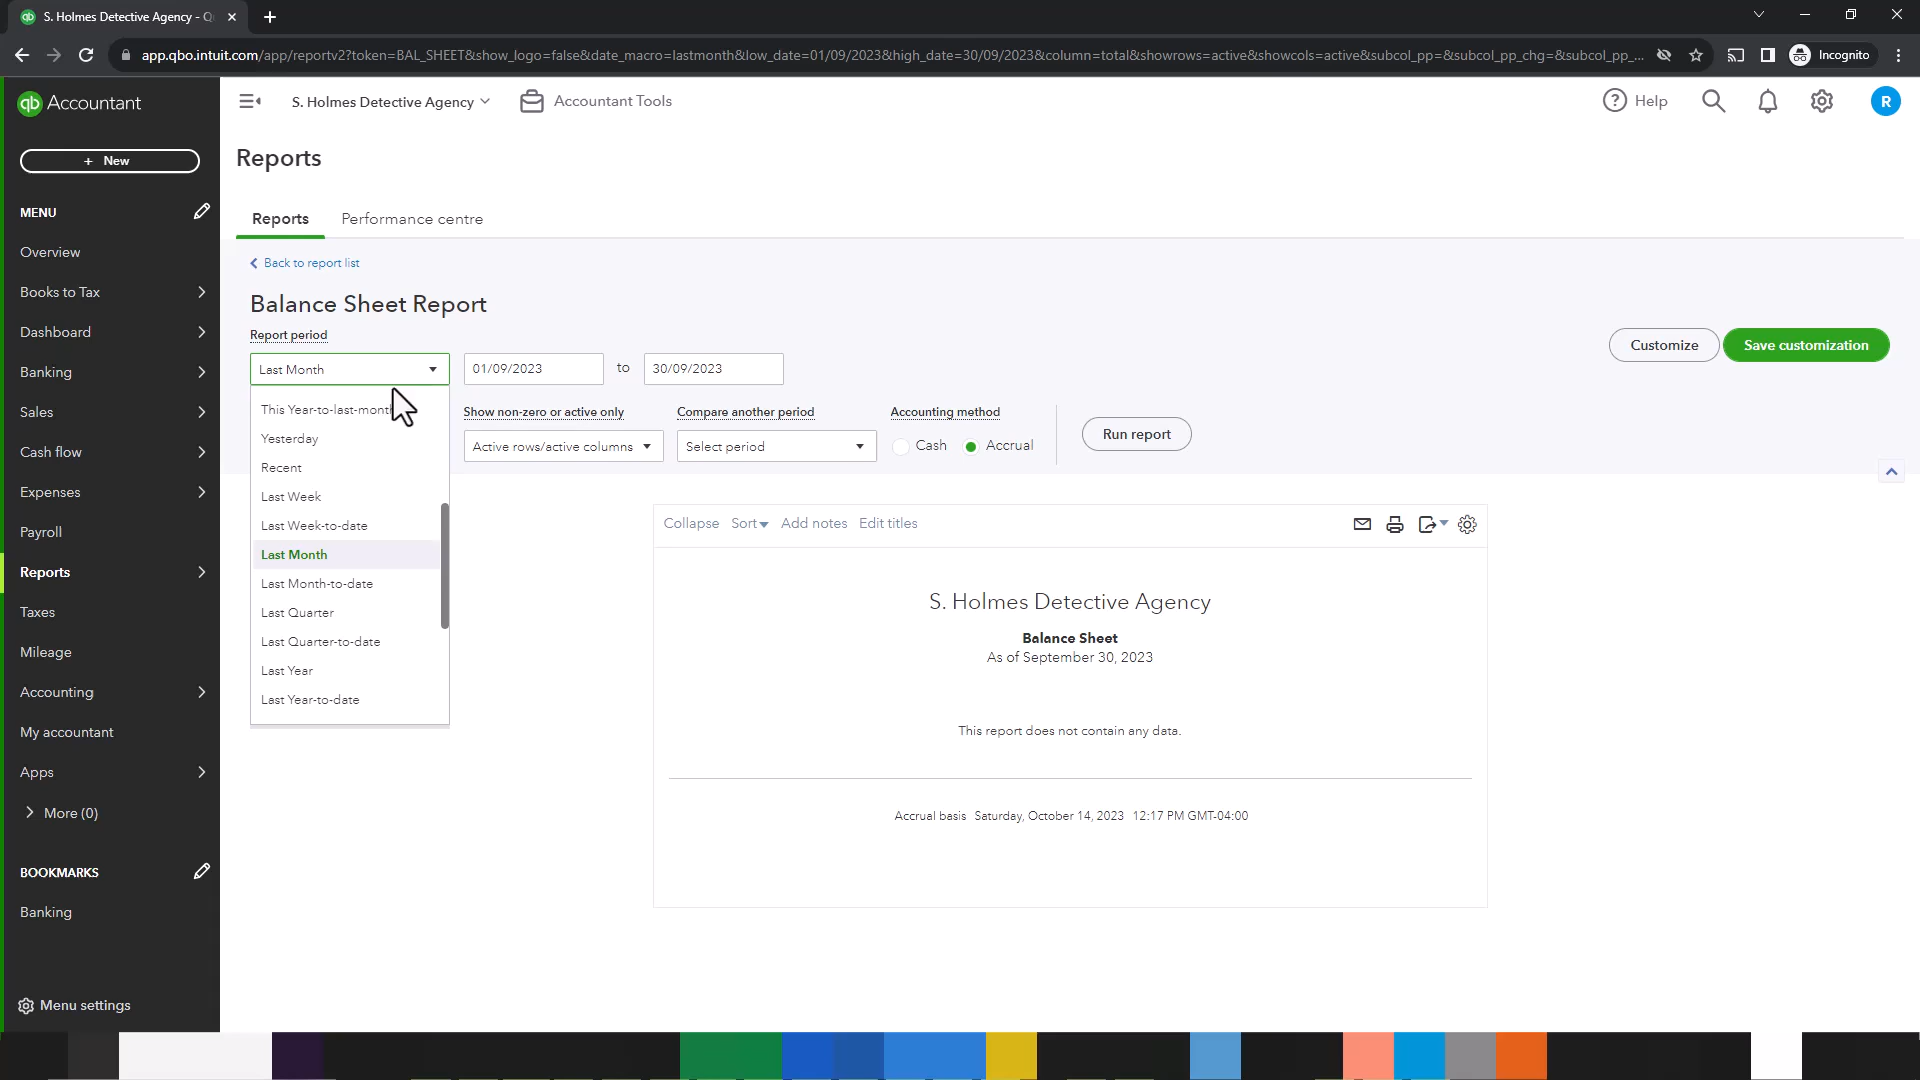 S. Holmes Detective Agency - Q
app.qbo.intuit.com/app/reportv2?token=BAL_SHEET&show_logo=false&date_macro=lastmonth&low_date=01/09/2023&high_date=30/09/2023&column=total&showrows=active&showcols=active&subcol_pp=&subcol_pp_chg=&subcol_pp_...
Incognito
qb Accountant
S. Holmes Detective Agency
Accountant Tools
Help
R
+ New
Reports
MENU
Reports
Performance centre
Overview
Back to report list
Books to Tax
Balance Sheet Report
Dashboard
Report period
Customize
Save customization
Banking
Last Month
01/09/2023
to
30/09/2023
Sales
This Year-to-last-month
Show non-zero or active only
Compare another period
Accounting method
Run report
Yesterday
Active rows/active columns
Select period
Cash
Accrual
Cash flow
Recent
Expenses
Last Week
Last Week-to-date
Collapse
Sort
Add notes
Edit titles
Payroll
Last Month
Reports
Last Month-to-date
S. Holmes Detective Agency
Taxes
Last Quarter
Balance Sheet
Last Quarter-to-date
As of September 30, 2023
Mileage
Last Year
Accounting
Last Year-to-date
My accountant
This report does not contain any data.
Apps
More (0)
Accrual basis Saturday, October 14, 2023 12:17 PM GMT-04:00
BOOKMARKS
Banking
Menu settings